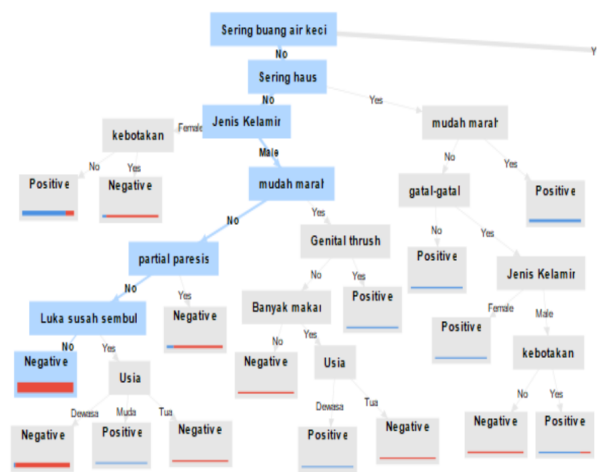 Sering buang air keci
Y
No
Sering haus
No
Yes
Jenis Kelamir
mudah marah
Female
kebotakan
Male
No
Yes
No
Yes
Positive
Negative
mudah marah
gatal-gatal
Positive
No
Yes
No
Yes
partial paresis
Genital thrush
Positive
Jenis Kelamir
No
Yes
No
Yes
Female
Male
Luka susah sembul
Negative
Banyak makar
Positive
Positive
kebotakan
No
Yes
No
Yes
No
Yes
Negative
Usia
Negative
Usia
Negative
Positive
Dewasa
Muda
Tua
Dewasa
Tua
Negative
Positive
Negative
Positive
Negative